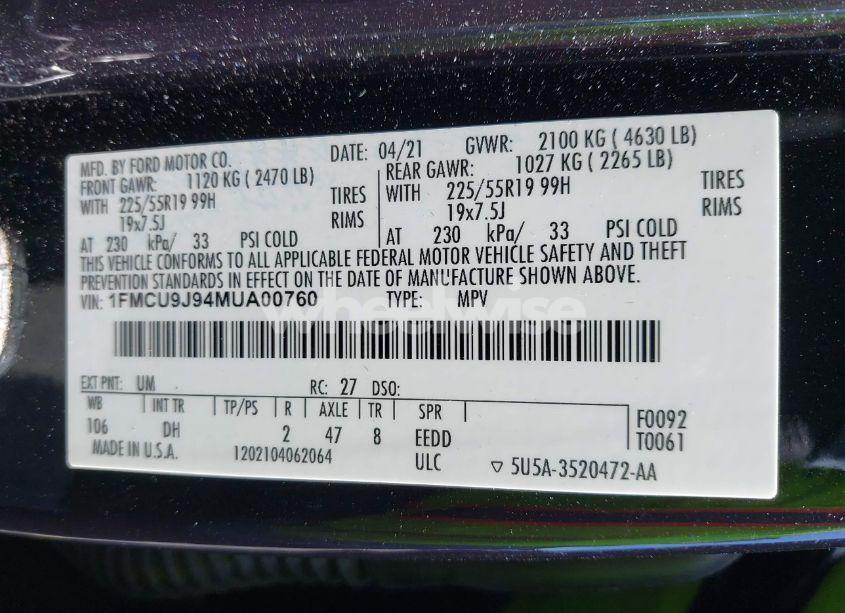 MFD. BY FORD MOTOR CO. DATE: 04/21 GVWR: 2100 KG ( 4630 LB)
FRONT GAWR: 1120 KG ( 2470 LB) REAR GAWR: 1027 KG ( 2265 LB)
WITH 225/55R19 99H TIRES WITH 225/55R19 99H TIRES
19x7.5J RIMS 19x7.5J RIMS
AT 230 kPa/ 33 PSI COLD AT 230 kPa/ 33 PSI COLD
THIS VEHICLE CONFORMS TO ALL APPLICABLE FEDERAL MOTOR VEHICLE SAFETY AND THEFT
PREVENTION STANDARDS IN EFFECT ON THE DATE OF MANUFACTURE SHOWN ABOVE.
VIN: 1FMCU9J94MUA00760 TYPE: MPV
wheelwise
EXT PNT: UM RC: 27 DSO:
WB INT TR TP/PS R AXLE TR SPR F0092
106 DH 2 47 8 EEDD T0061
MADE IN U.S.A. 1202104062064 ULC ▽ 5U5A-3520472-AA